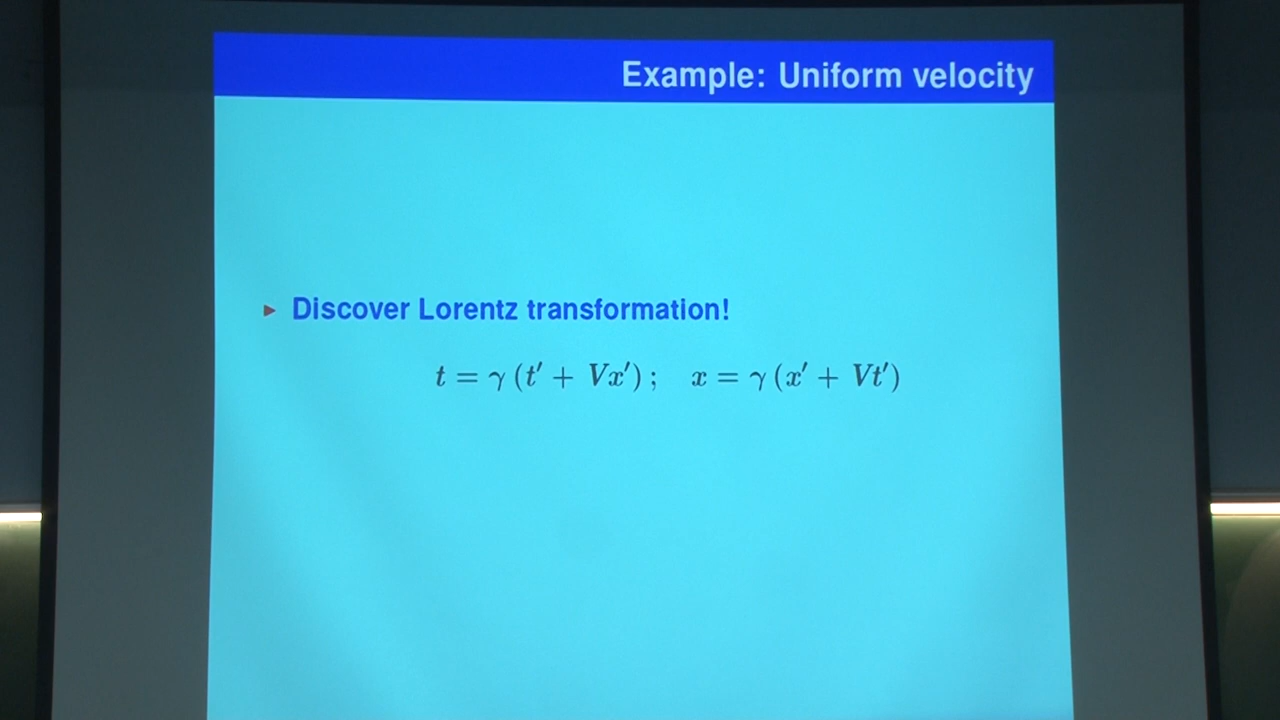 Example: Uniform velocity
▸ Discover Lorentz transformation!
t = γ (t′ + Vx′) ; x = γ (x′ + Vt′)